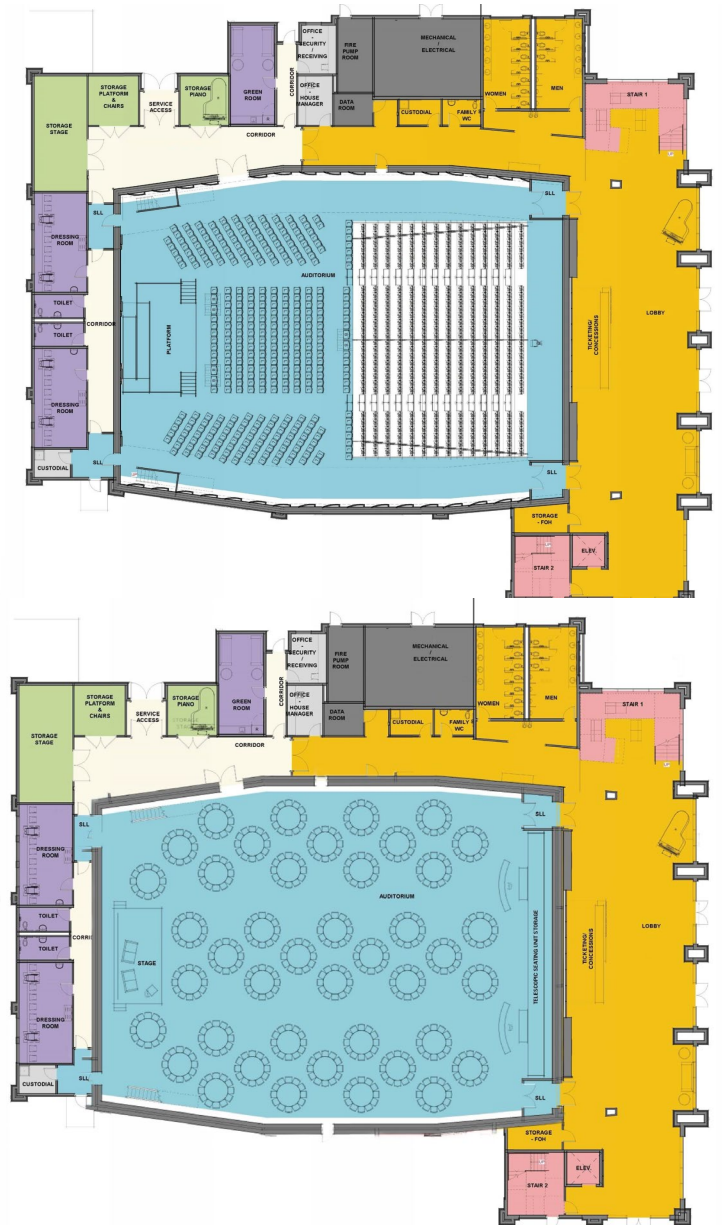 OFFICE
-
SECURITY
/
RECEIVING
MECHANICAL
/
ELECTRICAL
FIRE
PUMP
ROOM
STORAGE
PLATFORM
&
CHAIRS
STORAGE
PIANO
GREEN
ROOM
CORRIDOR
OFFICE
-
HOUSE
MANAGER
WOMEN
MEN
STAIR 1
SERVICE
ACCESS
DATA
ROOM
CUSTODIAL
FAMILY
WC
STORAGE
STAGE
CORRIDOR
SLL
SLL
DRESSING
ROOM
AUDITORIUM
TOILET
TOILET
CORRIDOR
PLATFORM
TICKETING/
CONCESSIONS
LOBBY
DRESSING
ROOM
CUSTODIAL
SLL
SLL
STORAGE
- FOH
ELEV.
STAIR 2
OFFICE
-
SECURITY
/
RECEIVING
MECHANICAL
/
ELECTRICAL
FIRE
PUMP
ROOM
STORAGE
PLATFORM
&
CHAIRS
STORAGE
PIANO
GREEN
ROOM
CORRIDOR
OFFICE
-
HOUSE
MANAGER
WOMEN
MEN
STAIR 1
SERVICE
ACCESS
DATA
ROOM
CUSTODIAL
FAMILY
WC
STORAGE
STAGE
CORRIDOR
SLL
SLL
DRESSING
ROOM
AUDITORIUM
TOILET
TOILET
CORRI
STAGE
TELESCOPIC SEATING UNIT STORAGE
TICKETING/
CONCESSIONS
LOBBY
DRESSING
ROOM
CUSTODIAL
SLL
SLL
STORAGE
- FOH
ELEV.
STAIR 2